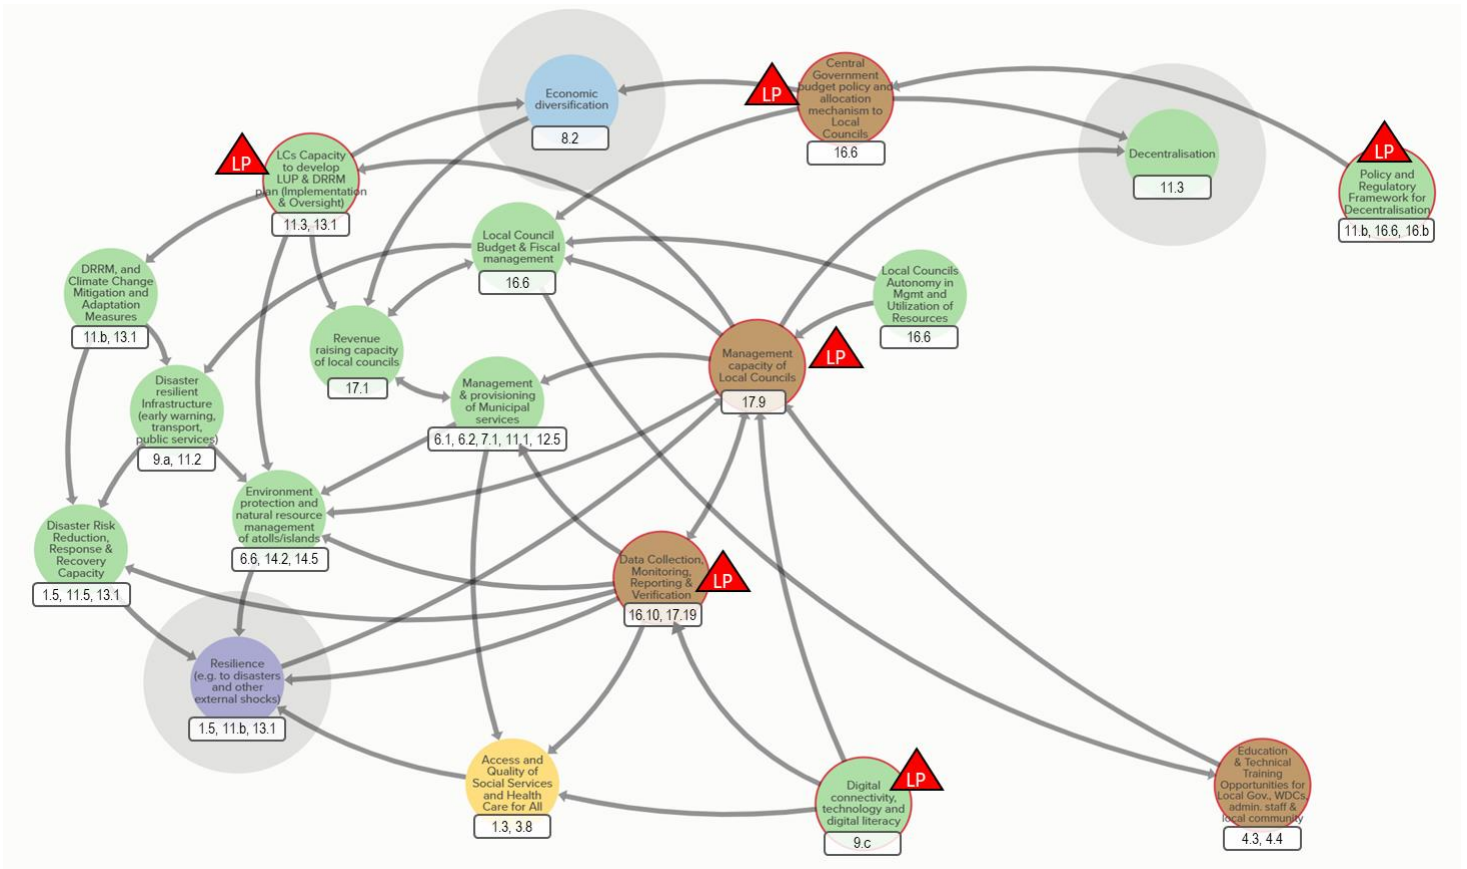 Economic
diversification
8.2
LP
Central
Government
budget policy and
allocation
mechanism to
Local
Councils
16.6
Decentralisation
11.3
LP
Policy and
Regulatory
Framework for
Decentralisation
11.b, 16.6, 16.b
LP
LCs Capacity
to develop
LUP & DRRM
plan (Implementation
& Oversight)
11.3, 13.1
Local Council
Budget & Fiscal
management
16.6
Local Councils
Autonomy in
Mgmt and
Utilization of
Resources
16.6
DRRM, and
Climate Change
Mitigation and
Adaptation
Measures
11.b, 13.1
Revenue
raising capacity
of local councils
17.1
Management
capacity of
Local Councils
17.9
LP
Disaster
resilient
Infrastructure
(early warning,
transport,
public services)
9.a, 11.2
Management
& provisioning
of Municipal
services
6.1, 6.2, 7.1, 11.1, 12.5
Environment
protection and
natural resource
management
of atolls/islands
6.6, 14.2, 14.5
Disaster Risk
Reduction,
Response &
Recovery
Capacity
1.5, 11.5, 13.1
Data Collection,
Monitoring,
Reporting &
Verification
16.10, 17.19
LP
Resilience
(e.g. to disasters
and other
external shocks)
1.5, 11.b, 13.1
Access and
Quality of
Social Services
and Health
Care for All
1.3, 3.8
LP
Digital
connectivity,
technology and
digital literacy
9.c
Education
& Technical
Training
Opportunities for
Local Gov., WDCs,
admin. staff &
local community
4.3, 4.4